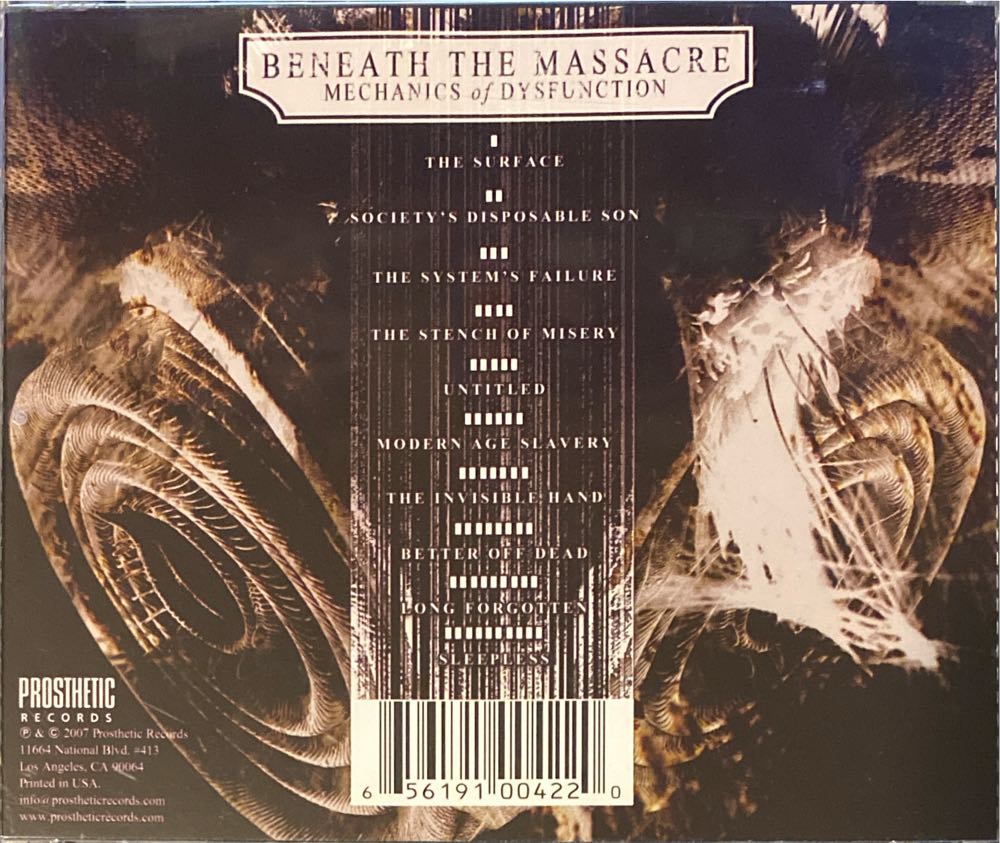 BENEATH THE MASSACRE
MECHANICS of DYSFUNCTION
THE SURFACE
SOCIETY'S DISPOSABLE SON
THE SYSTEM'S FAILURE
THE STENCH OF MISERY
UNTITLED
MODERN AGE SLAVERY
THE INVISIBLE HAND
BETTER OFF DEAD
LONG FORGOTTEN
SLEEPLESS
PROSTHETIC
RECORDS
℗ & © 2007 Prosthetic Records
11664 National Blvd. #413
Los Angeles, CA 90064
Printed in USA.
info@prostheticrecords.com
www.prostheticrecords.com
6 56191 00422 0